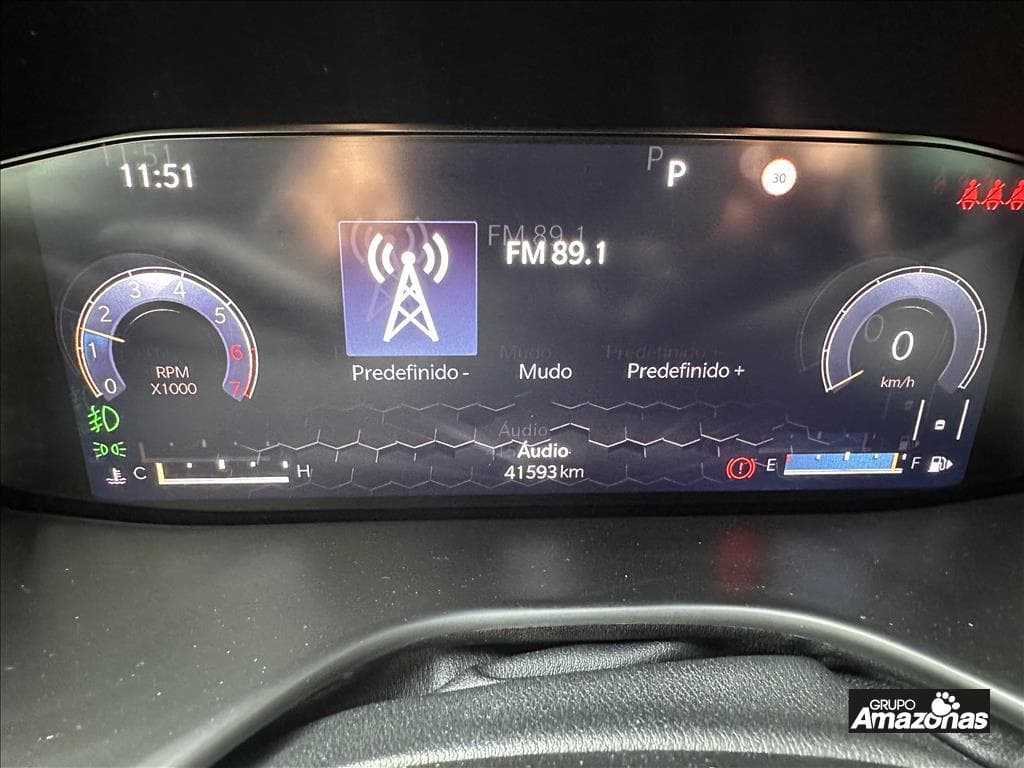 11:51
P
30
FM 89.1
Predefinido -
Mudo
Predefinido +
0
1
2
3
4
5
6
7
RPM
X1000
0
km/h
Áudio
41593 km
C
H
E
F
GRUPO
Amazonas